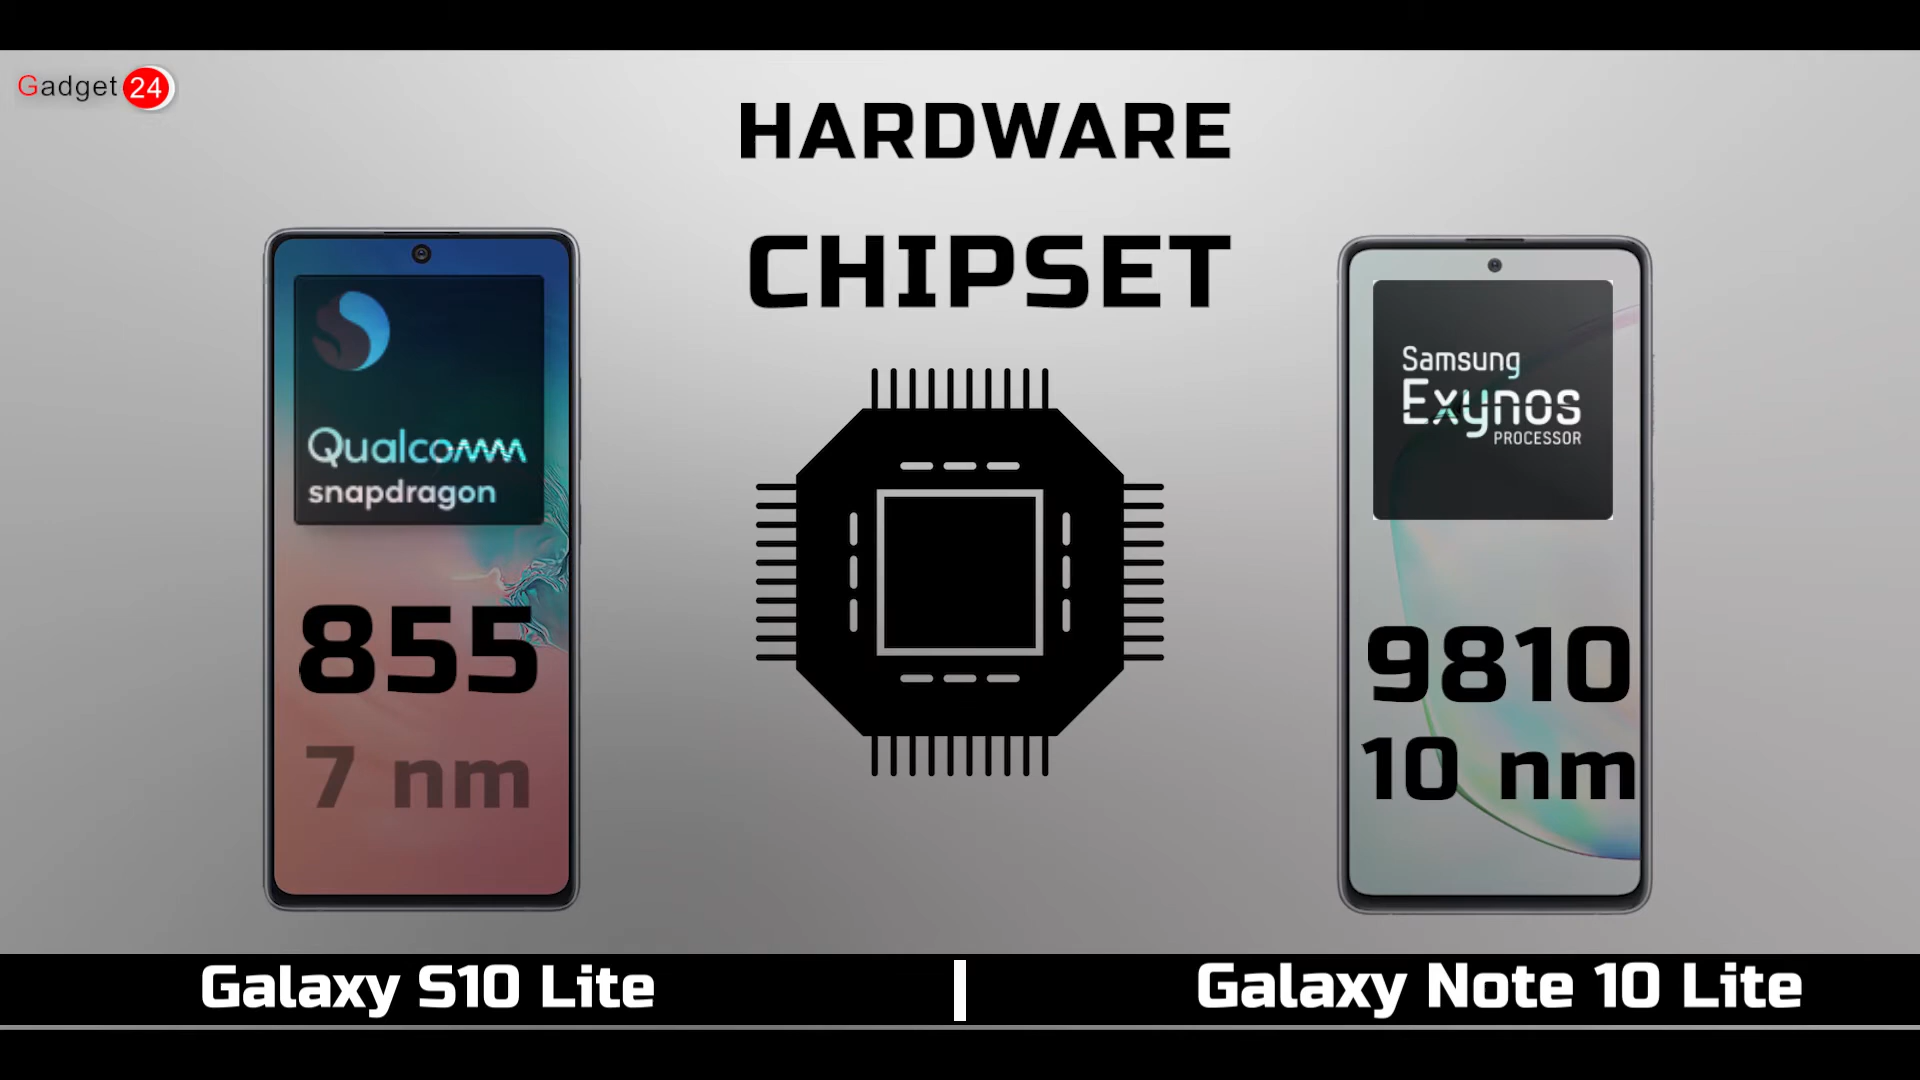 Gadget 24
HARDWARE
CHIPSET
Qualcomm
snapdragon
855
7 nm
Samsung
Exynos
PROCESSOR
9810
10 nm
Galaxy S10 Lite
Galaxy Note 10 Lite